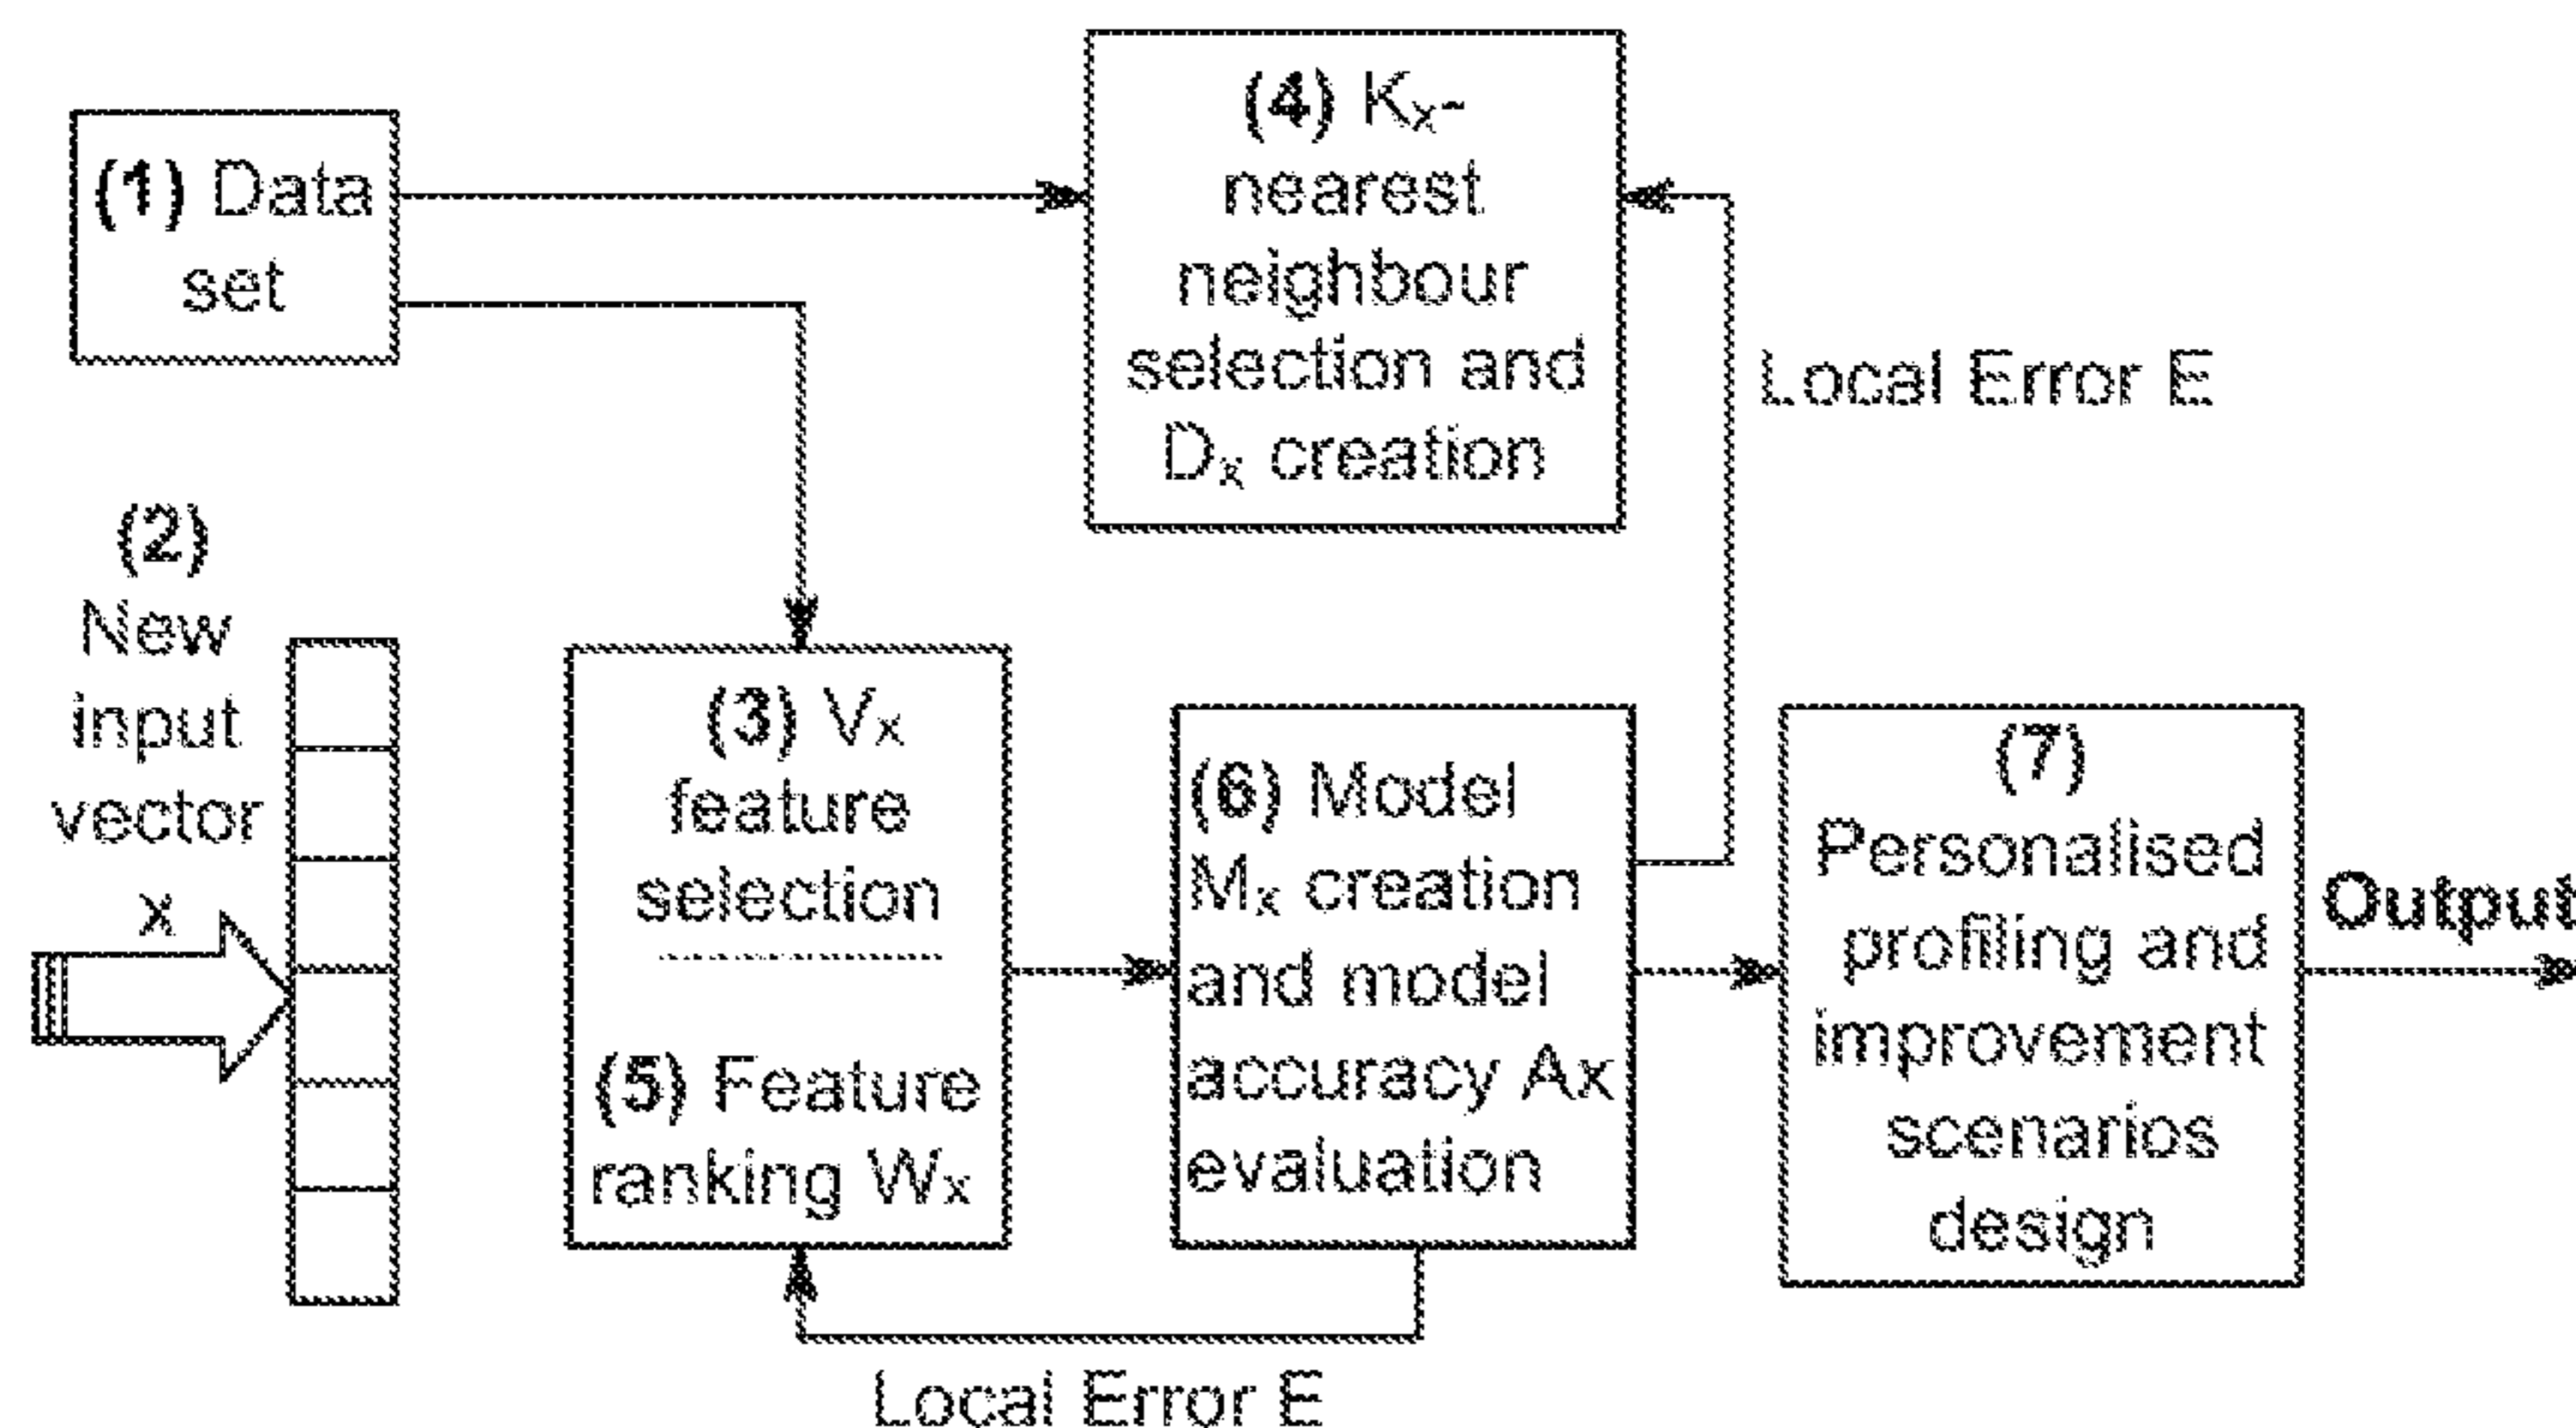 (1) Data
set
(2)
New
input
vector
x
(3) Vx
feature
selection
(5) Feature
ranking Wx
(4) Kx-
nearest
neighbour
selection and
Dx creation
Local Error E
(6) Model
Mx creation
and model
accuracy Ax
evaluation
Local Error E
(7)
Personalised
profiling and
improvement
scenarios
design
Output